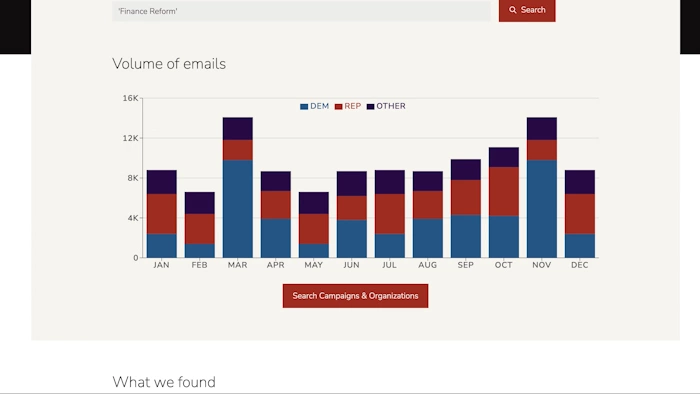 'Finance Reform'
Search
Volume of emails
DEM REP OTHER
16K
12K
8K
4K
0
JAN FEB MAR APR MAY JUN JUL AUG SEP OCT NOV DEC
Search Campaigns & Organizations
What we found